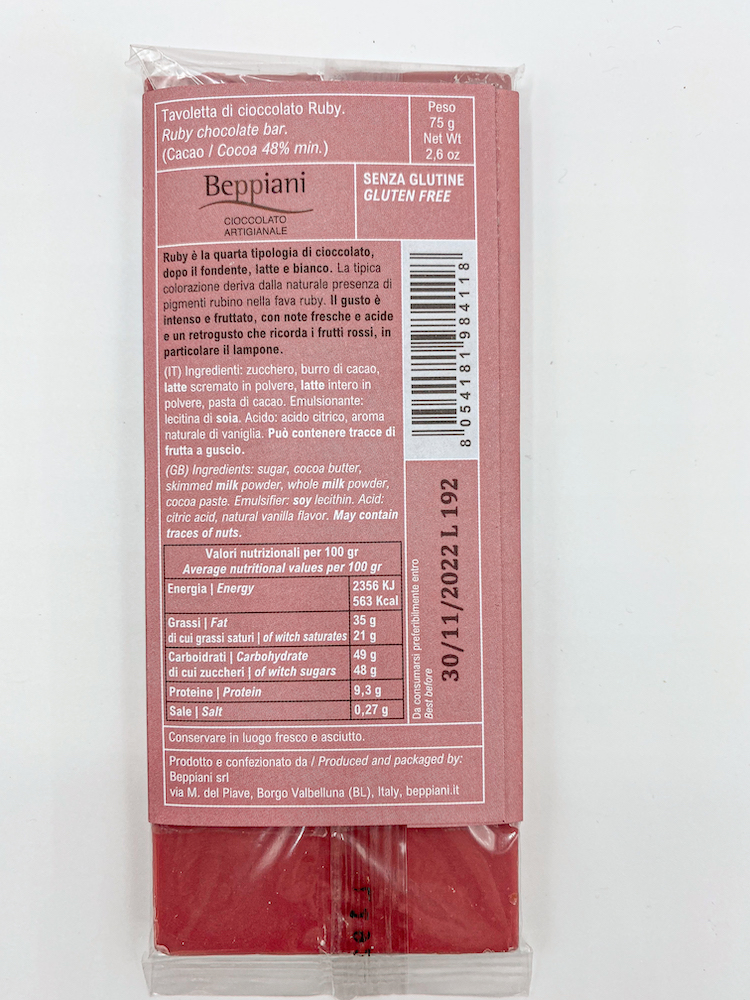 Tavoletta di cioccolato Ruby.
Ruby chocolate bar.
(Cacao / Cocoa 48% min.)
Peso
75 g
Net Wt
2,6 oz
Beppiani
CIOCCOLATO
ARTIGIANALE
SENZA GLUTINE
GLUTEN FREE
Ruby è la quarta tipologia di cioccolato,
dopo il fondente, latte e bianco. La tipica
colorazione deriva dalla naturale presenza di
pigmenti rubino nella fava ruby. Il gusto è
intenso e fruttato, con note fresche e acide
e un retrogusto che ricorda i frutti rossi, in
particolare il lampone.
(IT) Ingredienti: zucchero, burro di cacao,
latte scremato in polvere, latte intero in
polvere, pasta di cacao. Emulsionante:
lecitina di soia. Acido: acido citrico, aroma
naturale di vaniglia. Può contenere tracce di
frutta a guscio.
(GB) Ingredients: sugar, cocoa butter,
skimmed milk powder, whole milk powder,
cocoa paste. Emulsifier: soy lecithin. Acid:
citric acid, natural vanilla flavor. May contain
traces of nuts.
8 054181 984118
Valori nutrizionali per 100 gr
Average nutritional values per 100 gr
Energia | Energy 2356 KJ
563 Kcal
Grassi | Fat 35 g
di cui grassi saturi | of witch saturates 21 g
Carboidrati | Carbohydrate 49 g
di cui zuccheri | of witch sugars 48 g
Proteine | Protein 9,3 g
Sale | Salt 0,27 g
Da consumarsi preferibilmente entro
Best before
30/11/2022 L 192
Conservare in luogo fresco e asciutto.
Prodotto e confezionato da / Produced and packaged by:
Beppiani srl
via M. del Piave, Borgo Valbelluna (BL), Italy, beppiani.it